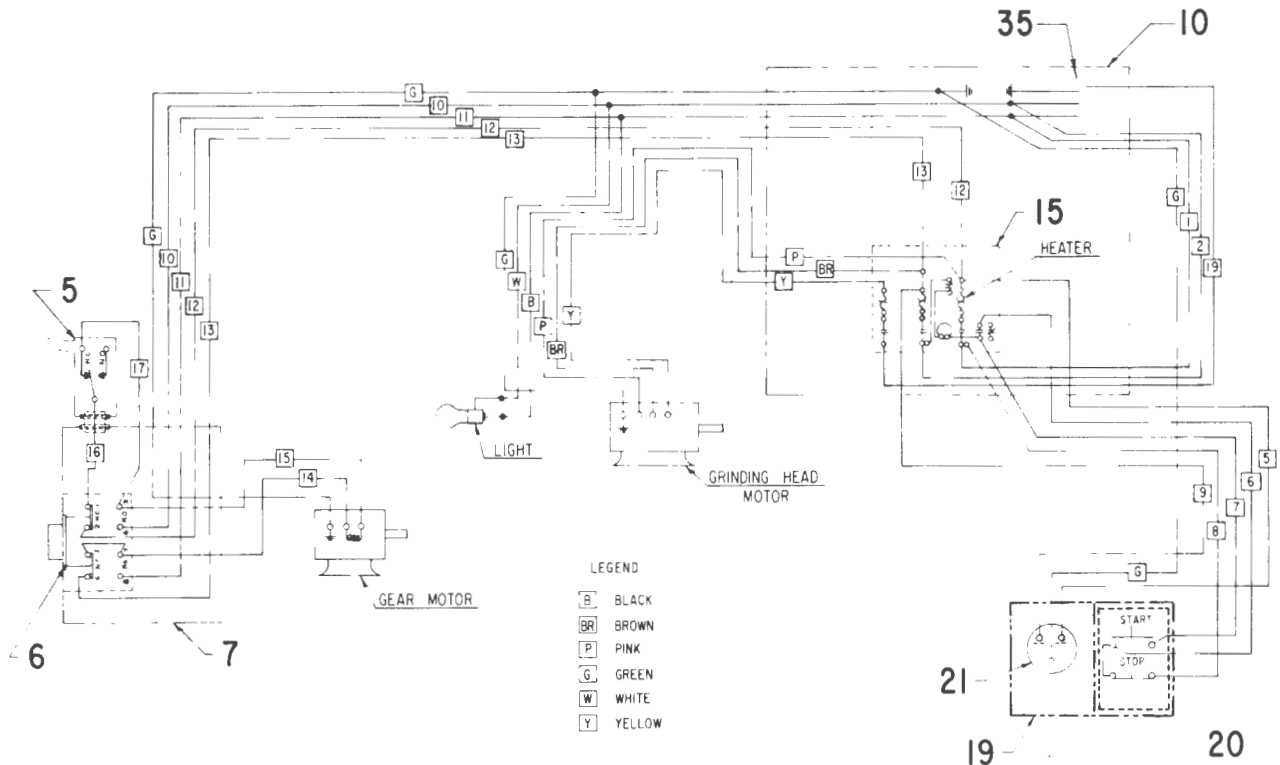 35
10
G
10
11
12
13
13
12
G
1
2
19
15
HEATER
P
BR
Y
G
10
11
12
13
G
W
B
P
BR
Y
5
17
16
15
14
LIGHT
GRINDING HEAD
MOTOR
GEAR MOTOR
6
7
5
6
7
8
9
G
START
STOP
21
19
20
LEGEND
B BLACK
BR BROWN
P PINK
G GREEN
W WHITE
Y YELLOW